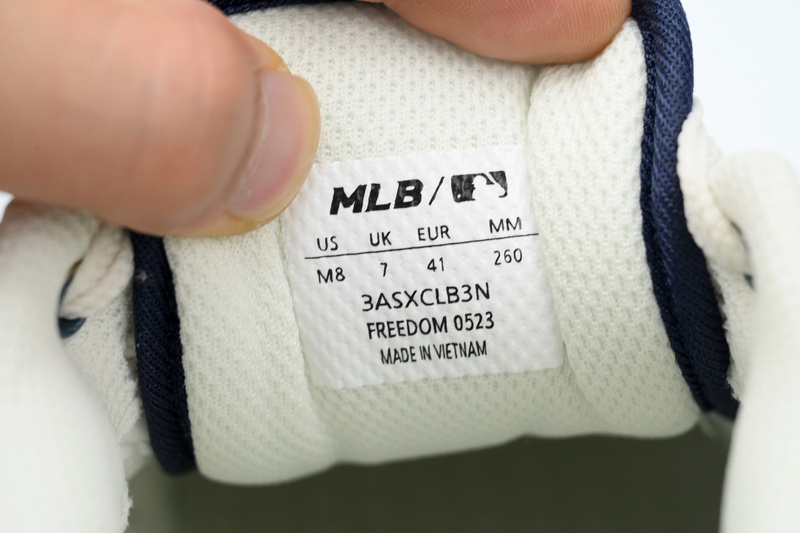 MLB /
US UK EUR MM
M8 7 41 260
3ASXCLB3N
FREEDOM 0523
MADE IN VIETNAM